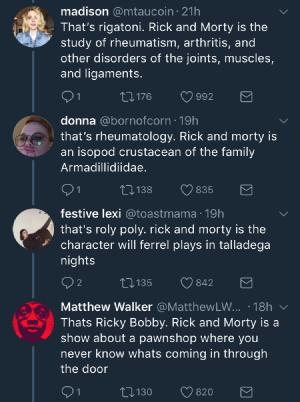 madison @mtaucoin · 21h
That's rigatoni. Rick and Morty is the
study of rheumatism, arthritis, and
other disorders of the joints, muscles,
and ligaments.
1 176 992
donna @bornofcorn · 19h
that's rheumatology. Rick and morty is
an isopod crustacean of the family
Armadillidiidae.
1 138 835
festive lexi @toastmama · 19h
that's roly poly. rick and morty is the
character will ferrel plays in talladega
nights
2 135 842
Matthew Walker @MatthewLW... · 18h
Thats Ricky Bobby. Rick and Morty is a
show about a pawnshop where you
never know whats coming in through
the door
1 130 820